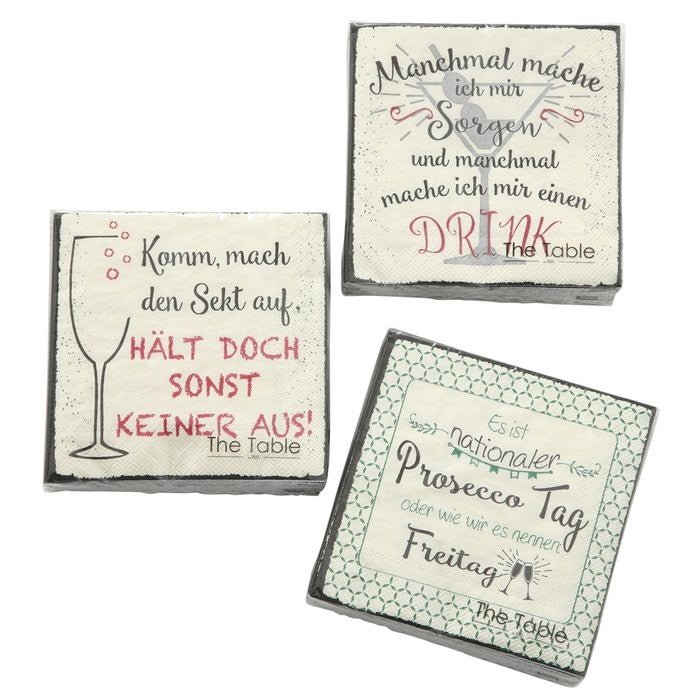 Manchmal mache
ich mir
Sorgen
und manchmal
mache ich mir einen
DRINK
The Table
Komm, mach
den Sekt auf,
HÄLT DOCH
SONST
KEINER AUS!
The Table
Es ist
nationaler
Prosecco Tag
oder wie wir es nennen
Freitag
The Table